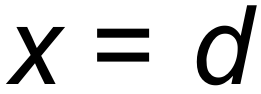 x = d